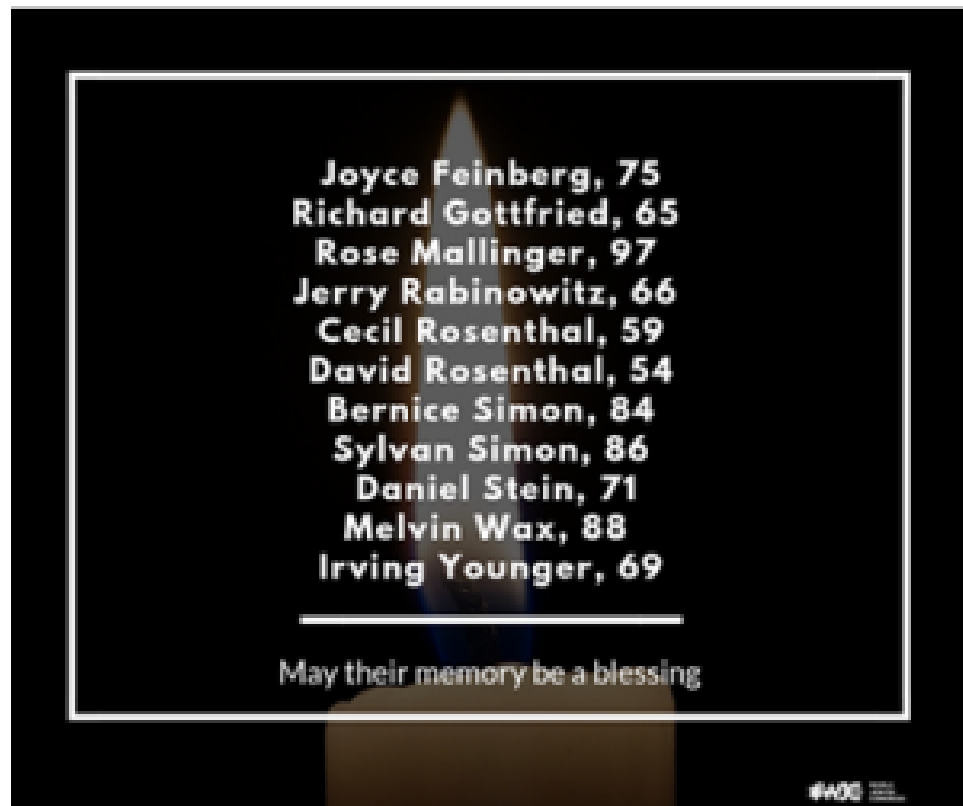 Joyce Feinberg, 75
Richard Gottfried, 65
Rose Mallinger, 97
Jerry Rabinowitz, 66
Cecil Rosenthal, 59
David Rosenthal, 54
Bernice Simon, 84
Sylvan Simon, 86
Daniel Stein, 71
Melvin Wax, 88
Irving Younger, 69
May their memory be a blessing